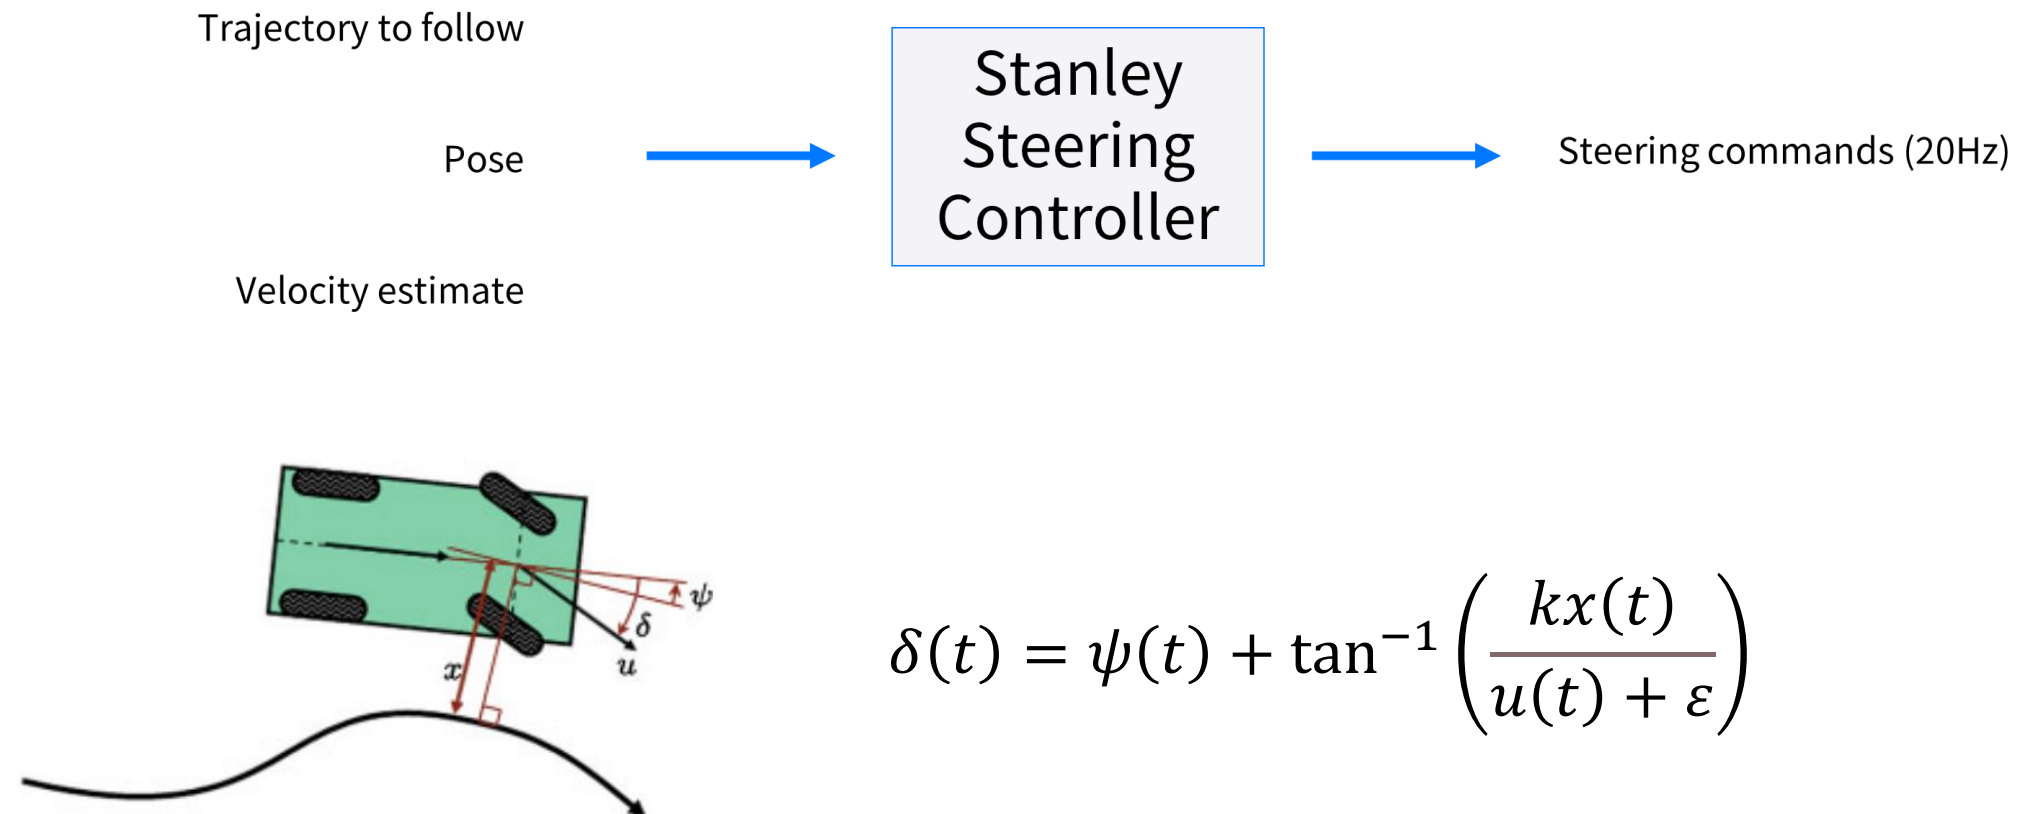 Trajectory to follow
Pose
Velocity estimate
Stanley
Steering
Controller
Steering commands (20Hz)
ψ
δ
u
x
δ(t) = ψ(t) + tan⁻¹(kx(t) / (u(t) + ε))